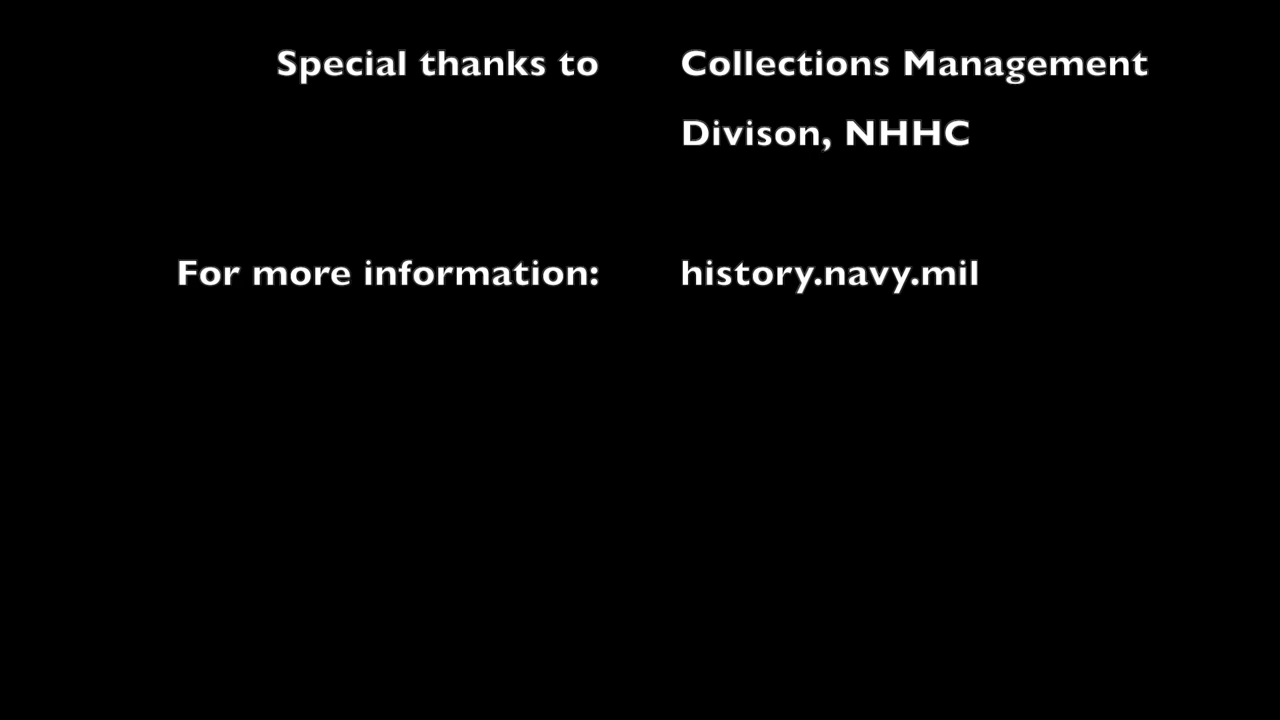 Special thanks to Collections Management
Divison, NHHC
For more information: history.navy.mil